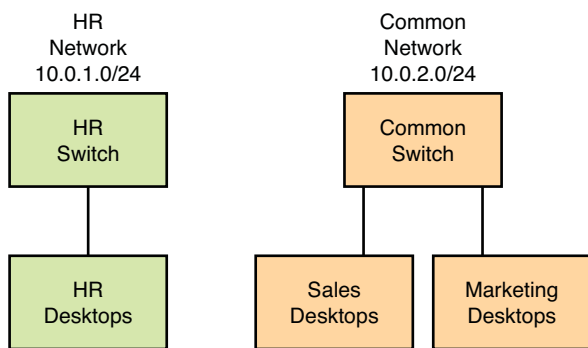 HR
Network
10.0.1.0/24
Common
Network
10.0.2.0/24
HR
Switch
Common
Switch
HR
Desktops
Sales
Desktops
Marketing
Desktops